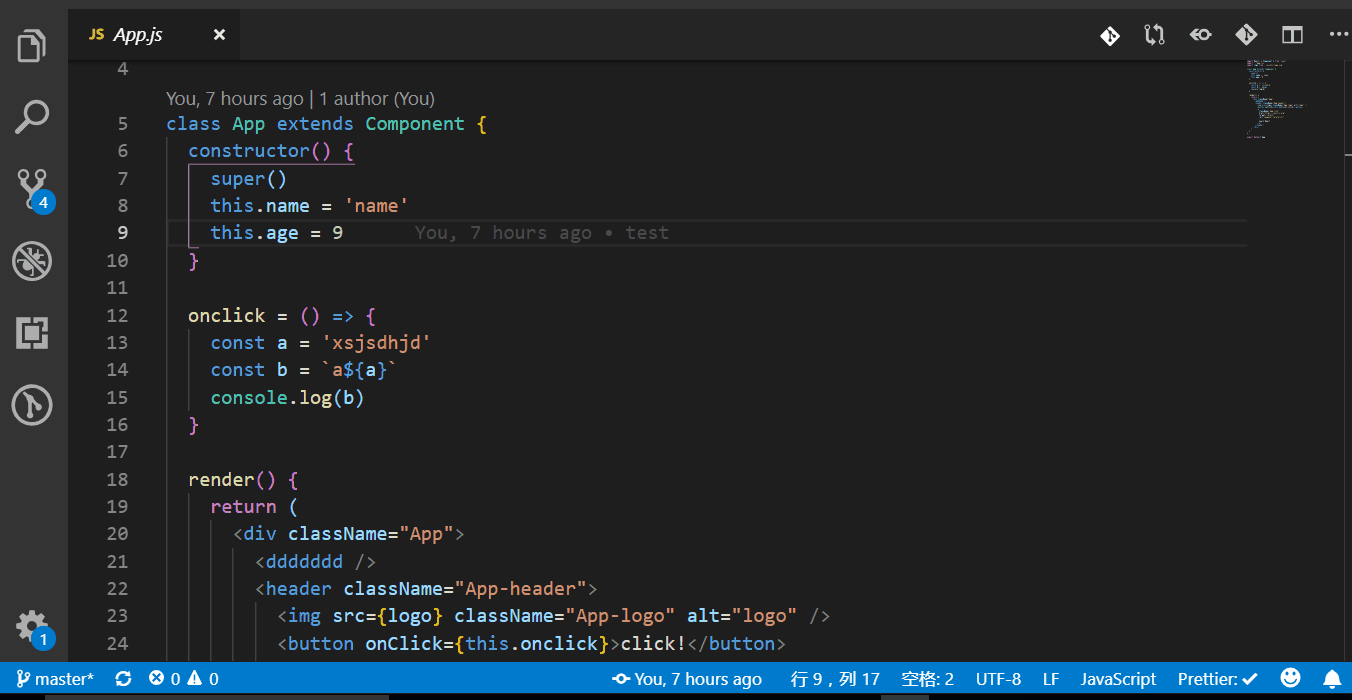 JS App.js ×
4
You, 7 hours ago | 1 author (You)
5 class App extends Component {
6 constructor() {
7 super()
8 this.name = 'name'
9 this.age = 9 You, 7 hours ago • test
10 }
11
12 onclick = () => {
13 const a = 'xsjsdhjd'
14 const b = `a${a}`
15 console.log(b)
16 }
17
18 render() {
19 return (
20 <div className="App">
21 <ddddddd />
22 <header className="App-header">
23 <img src={logo} className="App-logo" alt="logo" />
24 <button onClick={this.onclick}>click!</button>
4
1
master* 0 0 You, 7 hours ago 行 9，列 17 空格: 2 UTF-8 LF JavaScript Prettier: ✓